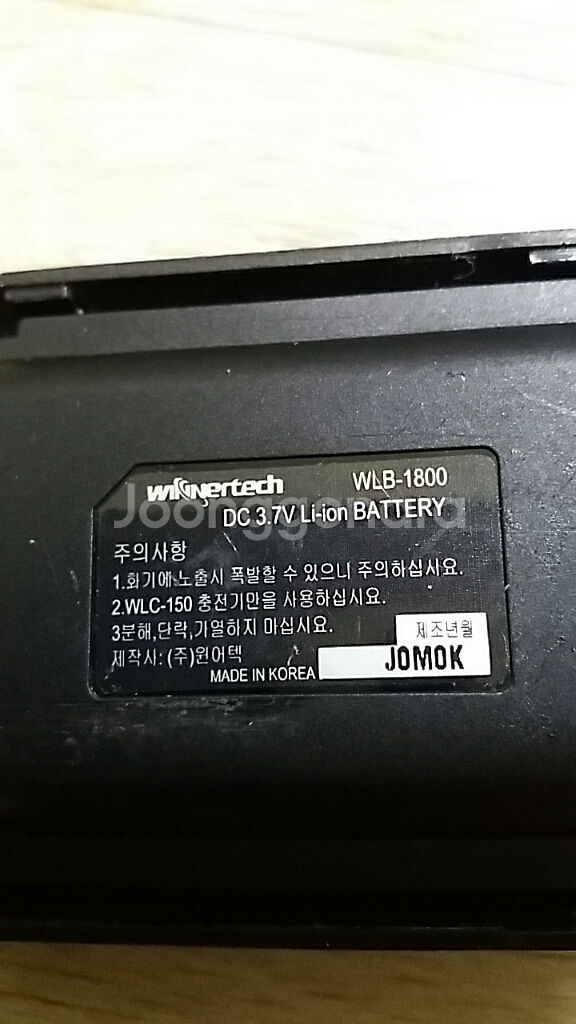 winnertech WLB-1800
DC 3.7V Li-ion BATTERY
Joonggonara
주의사항
1.화기에 노출시 폭발할 수 있으니 주의하십시요.
2.WLC-150 충전기만을 사용하십시요.
3분해,단락,가열하지 마십시요.
제조년월
제작사: (주)윈어텍
JOMOK
MADE IN KOREA